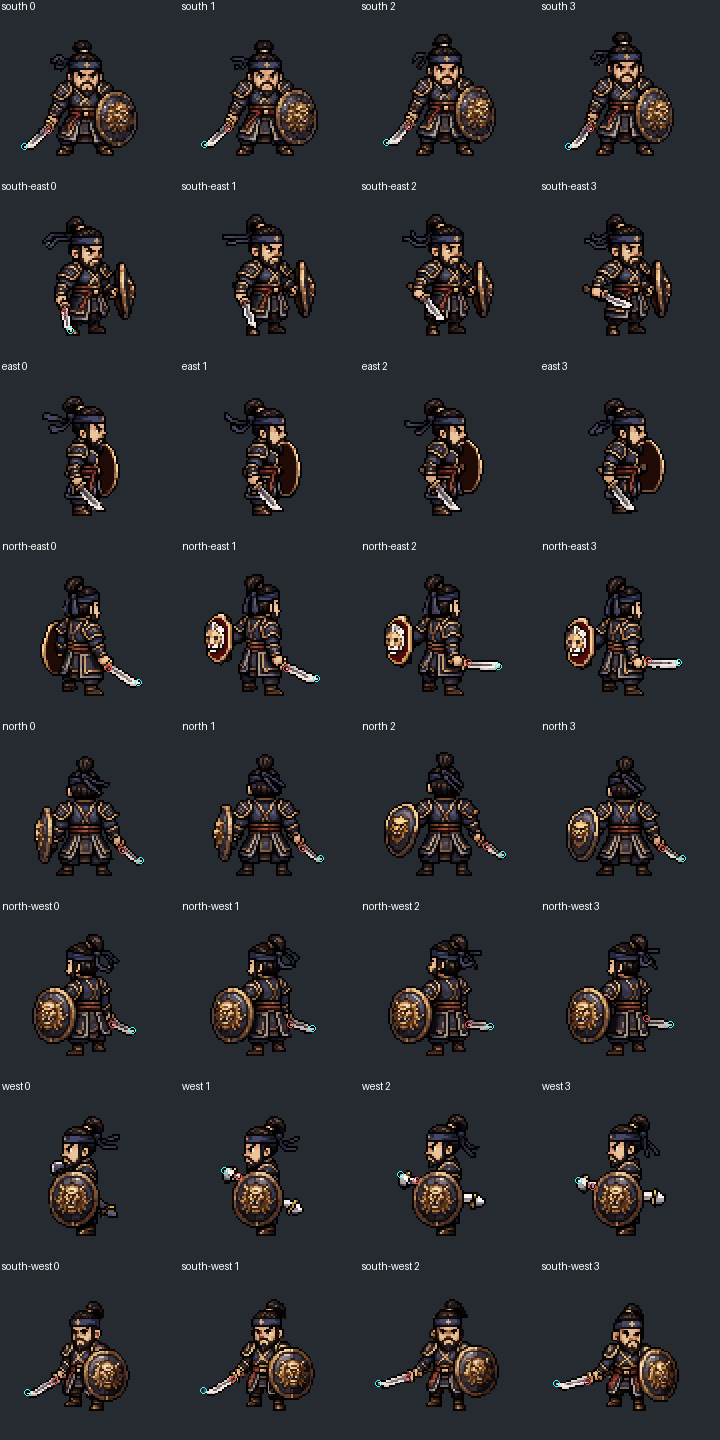 south 0 south 1 south 2 south 3
south-east 0 south-east 1 south-east 2 south-east 3
east 0 east 1 east 2 east 3
north-east 0 north-east 1 north-east 2 north-east 3
north 0 north 1 north 2 north 3
north-west 0 north-west 1 north-west 2 north-west 3
west 0 west 1 west 2 west 3
south-west 0 south-west 1 south-west 2 south-west 3